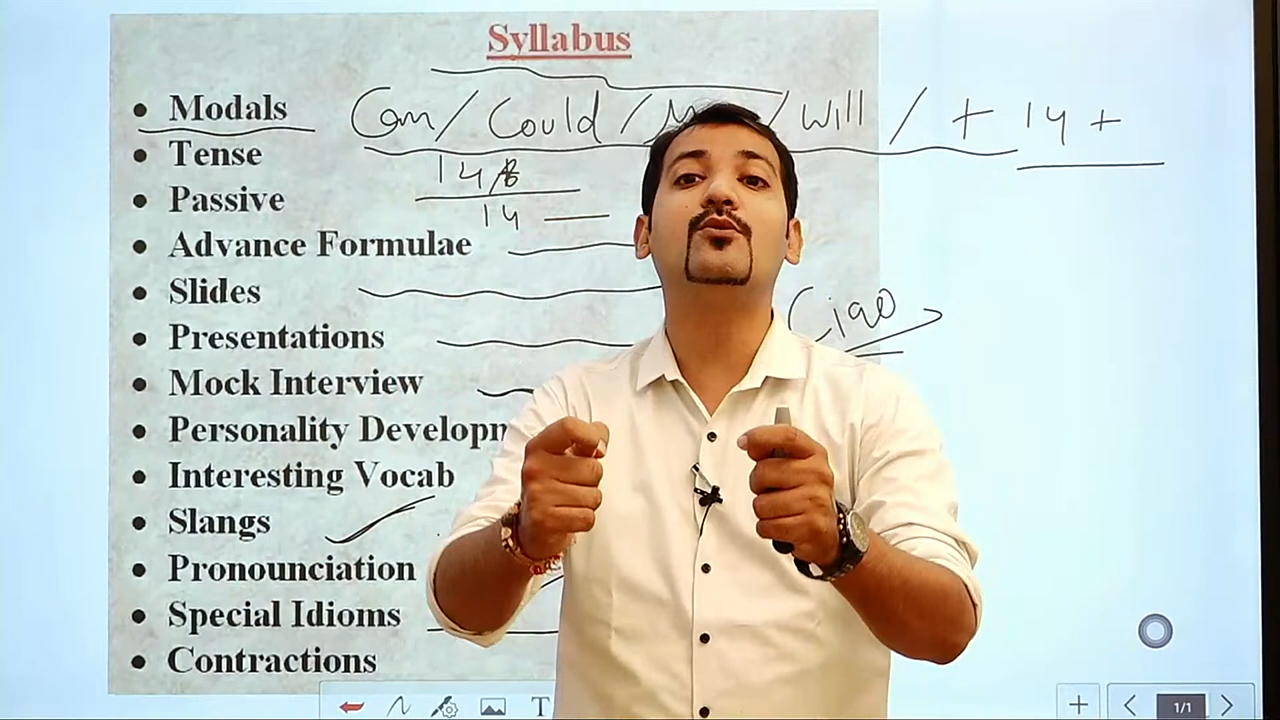 Syllabus
• Modals Can/ Could / M /will / + 14 +
• Tense
14
• Passive
14
• Advance Formulae
• Slides
Ciao
• Presentations
• Mock Interview
• Personality Developm
• Interesting Vocab
• Slangs
• Pronounciation
• Special Idioms
• Contractions
T
1/1